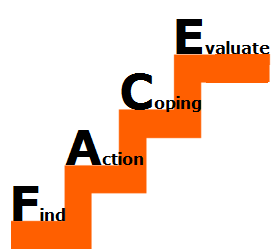 Evaluate
Coping
Action
Find